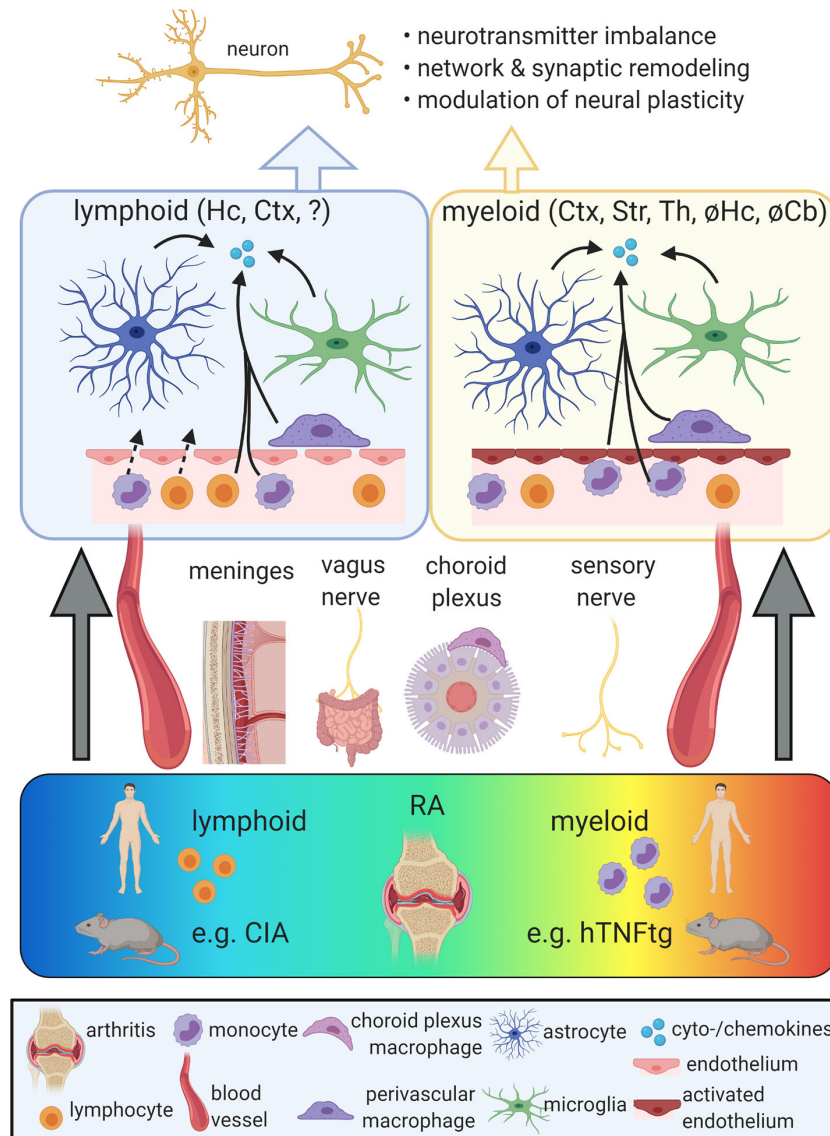 neuron
• neurotransmitter imbalance
• network & synaptic remodeling
• modulation of neural plasticity
lymphoid (Hc, Ctx, ?)
myeloid (Ctx, Str, Th, øHc, øCb)
meninges
vagus
nerve
choroid
plexus
sensory
nerve
lymphoid
RA
myeloid
e.g. CIA
e.g. hTNFtg
arthritis
monocyte
choroid plexus
macrophage
astrocyte
cyto-/chemokines
endothelium
lymphocyte
blood
vessel
perivascular
macrophage
microglia
activated
endothelium